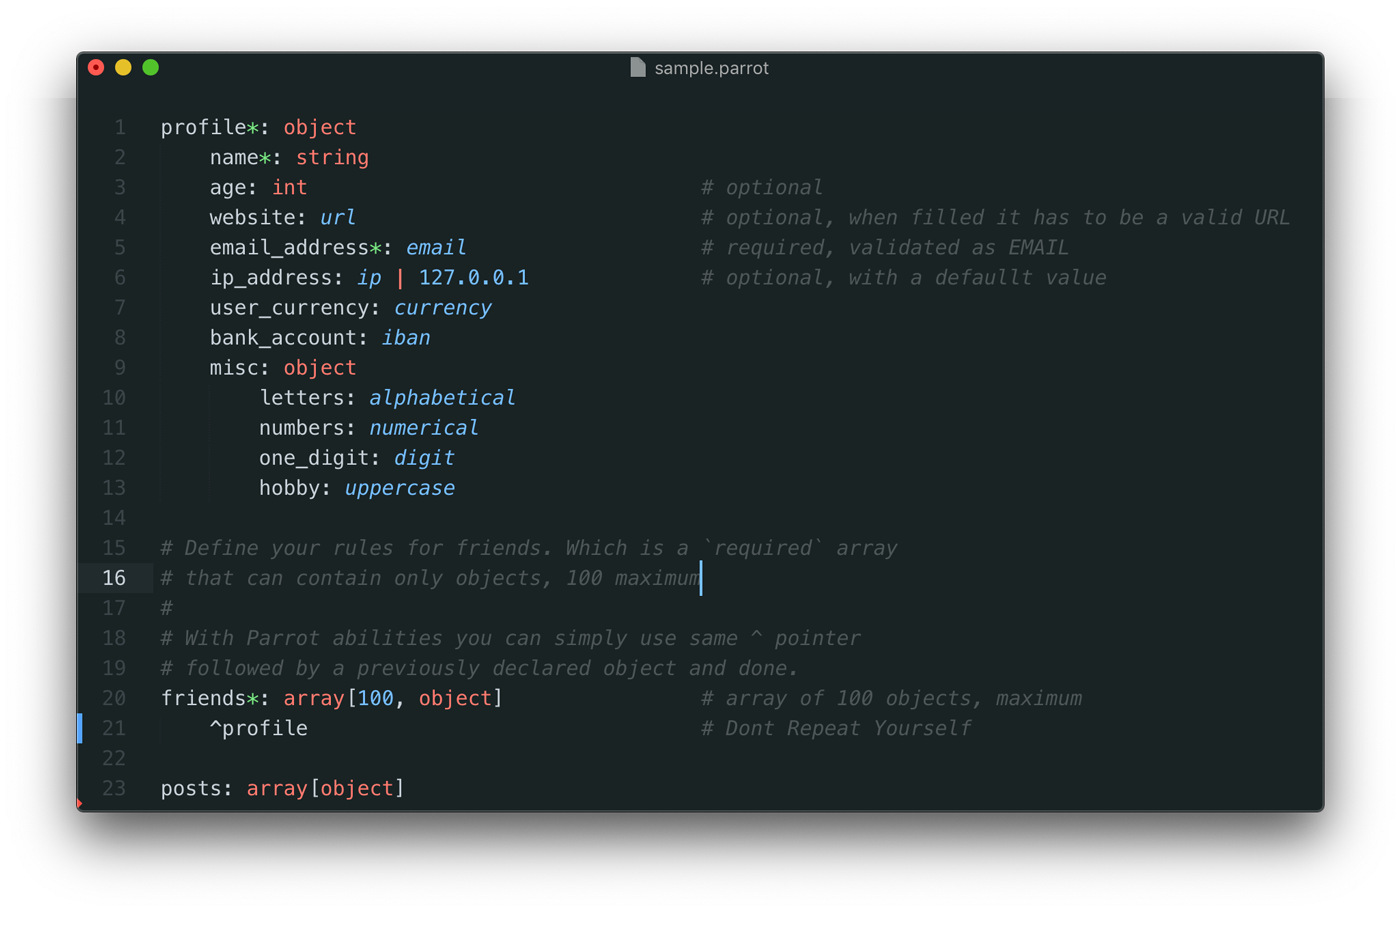 sample.parrot
1 profile*: object
2 name*: string
3 age: int # optional
4 website: url # optional, when filled it has to be a valid URL
5 email_address*: email # required, validated as EMAIL
6 ip_address: ip | 127.0.0.1 # optional, with a defaullt value
7 user_currency: currency
8 bank_account: iban
9 misc: object
10 letters: alphabetical
11 numbers: numerical
12 one_digit: digit
13 hobby: uppercase
14
15 # Define your rules for friends. Which is a `required` array
16 # that can contain only objects, 100 maximum
17 #
18 # With Parrot abilities you can simply use same ^ pointer
19 # followed by a previously declared object and done.
20 friends*: array[100, object] # array of 100 objects, maximum
21 ^profile # Dont Repeat Yourself
22
23 posts: array[object]